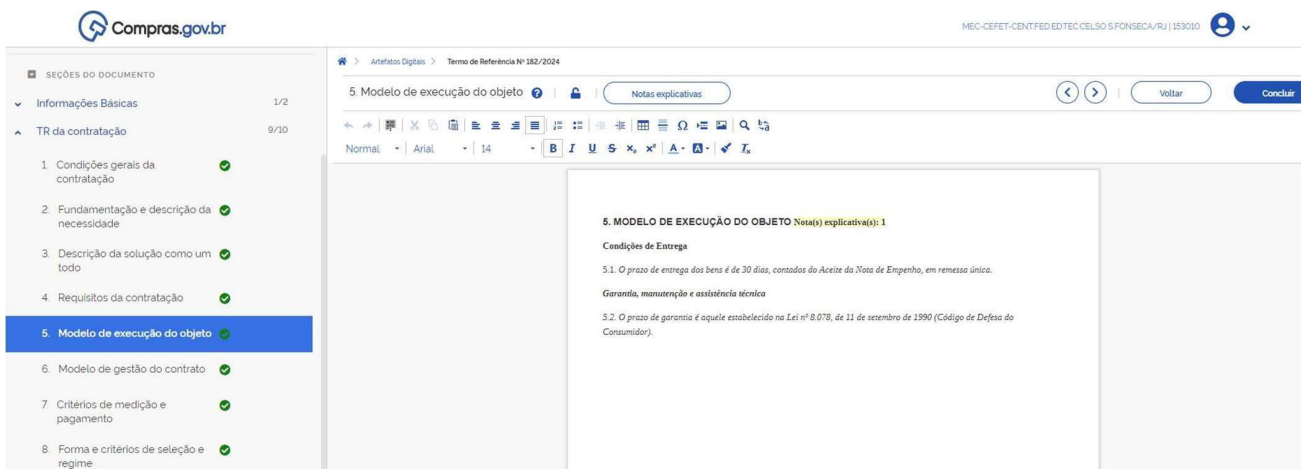 Compras.gov.br
MEC-CEFET-CENT.FED.EDTEC.CELSO S.FONSECA/RJ | 153010
SEÇÕES DO DOCUMENTO
Informações Básicas 1/2
TR da contratação 9/10
1. Condições gerais da
contratação
2. Fundamentação e descrição da
necessidade
3. Descrição da solução como um
todo
4. Requisitos da contratação
5. Modelo de execução do objeto
6. Modelo de gestão do contrato
7. Critérios de medição e
pagamento
8. Forma e critérios de seleção e
regime
Artefatos Digitais > Termo de Referência Nº 182/2024
5. Modelo de execução do objeto
Notas explicativas
Voltar
Concluir
Normal Arial 14
5. MODELO DE EXECUÇÃO DO OBJETO Nota(s) explicativa(s): 1
Condições de Entrega
5.1. O prazo de entrega dos bens é de 30 dias, contados do Aceite da Nota de Empenho, em remessa única.
Garantia, manutenção e assistência técnica
5.2. O prazo de garantia é aquele estabelecido na Lei nº 8.078, de 11 de setembro de 1990 (Código de Defesa do
Consumidor).